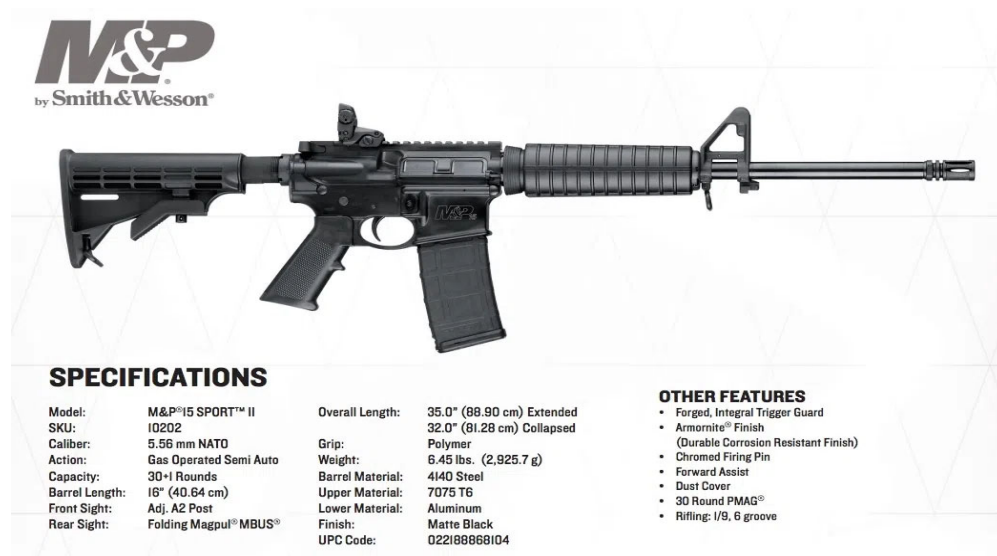 M&P®
by Smith&Wesson®
M&P15
SPECIFICATIONS
Model: M&P®15 SPORT™ II
SKU: 10202
Caliber: 5.56 mm NATO
Action: Gas Operated Semi Auto
Capacity: 30+1 Rounds
Barrel Length: 16" (40.64 cm)
Front Sight: Adj. A2 Post
Rear Sight: Folding Magpul® MBUS®
Overall Length: 35.0" (88.90 cm) Extended
32.0" (81.28 cm) Collapsed
Grip: Polymer
Weight: 6.45 lbs. (2,925.7 g)
Barrel Material: 4140 Steel
Upper Material: 7075 T6
Lower Material: Aluminum
Finish: Matte Black
UPC Code: 022188868104
OTHER FEATURES
• Forged, Integral Trigger Guard
• Armornite® Finish
(Durable Corrosion Resistant Finish)
• Chromed Firing Pin
• Forward Assist
• Dust Cover
• 30 Round PMAG®
• Rifling: 1/9, 6 groove